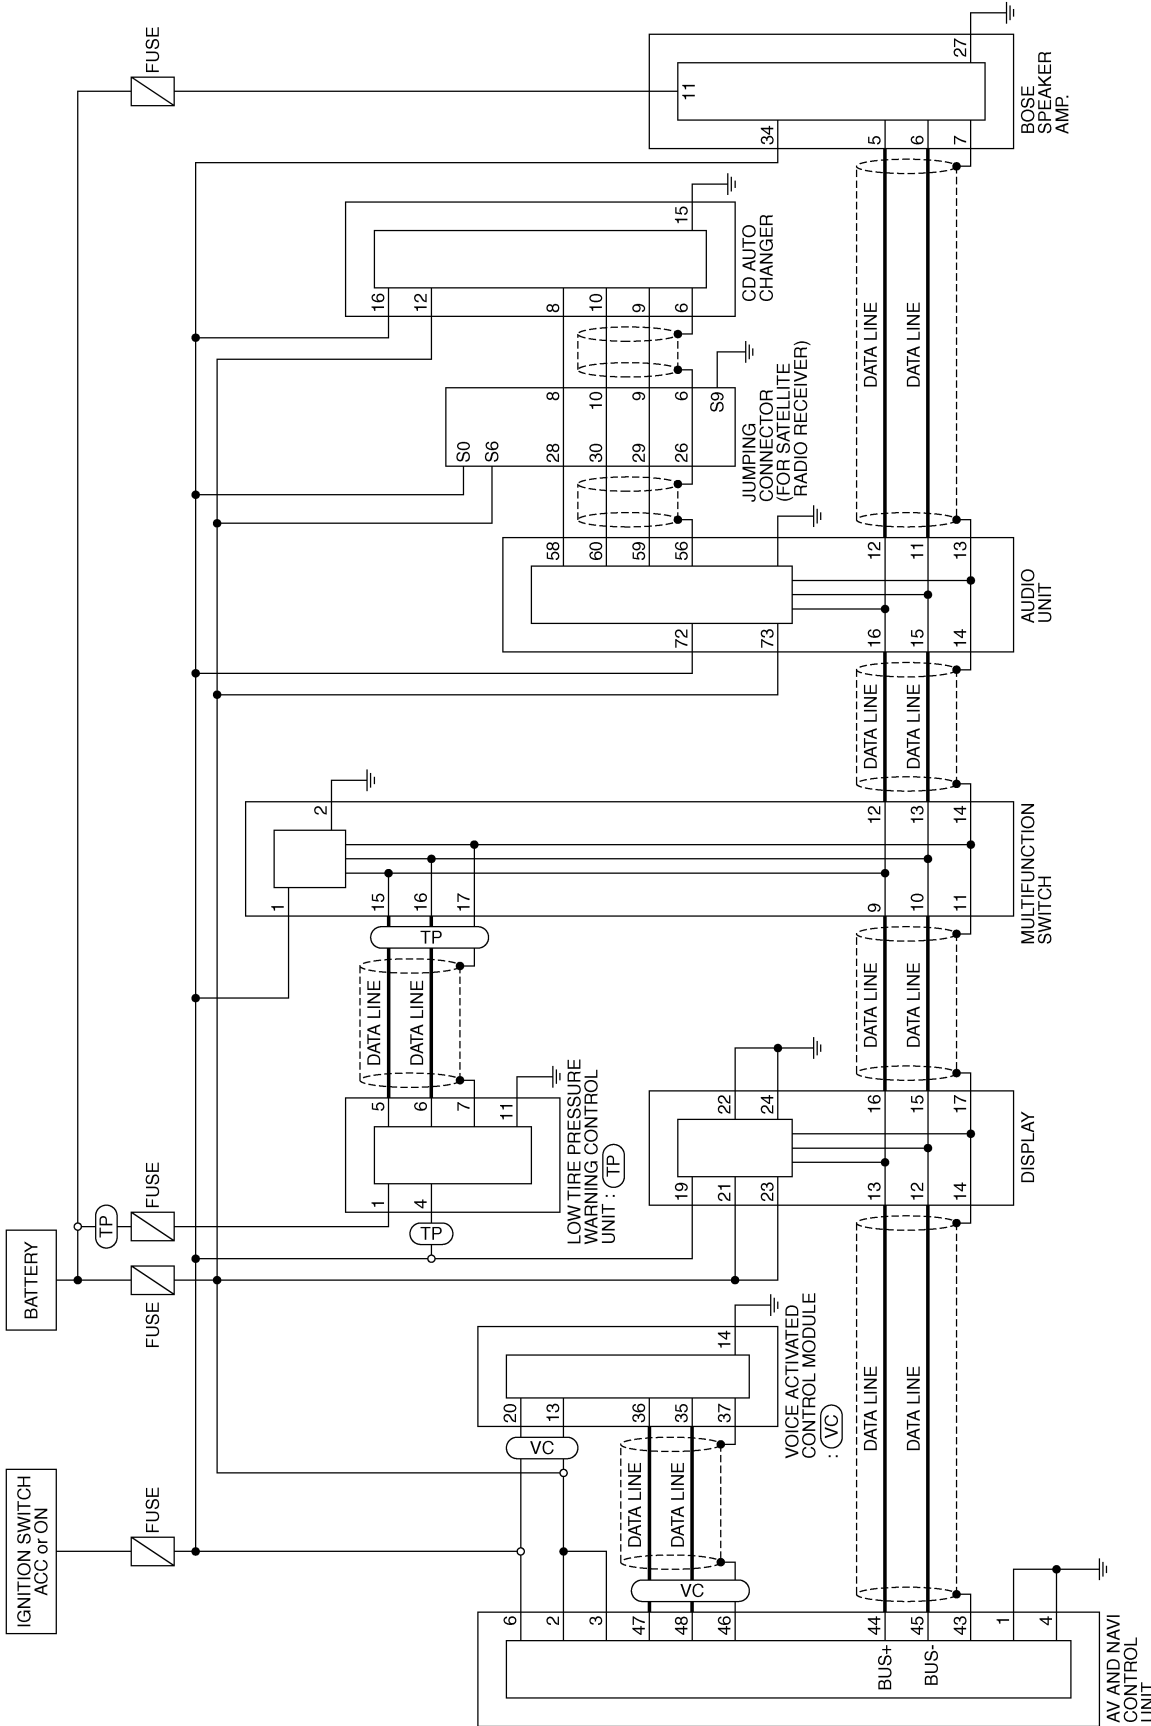 BATTERY
IGNITION SWITCH
ACC or ON
FUSE
FUSE
FUSE
FUSE
TP
11
27
34
5
6
7
BOSE
SPEAKER
AMP.
15
16
12
8
10
9
6
CD AUTO
CHANGER
8
10
9
6
S9
S0
S6
28
30
29
26
JUMPING
CONNECTOR
(FOR SATELLITE
RADIO RECEIVER)
DATA LINE
DATA LINE
58
60
59
56
12
11
13
72
73
16
15
14
AUDIO
UNIT
DATA LINE
DATA LINE
2
12
13
14
1
15
16
17
9
10
11
MULTIFUNCTION
SWITCH
TP
DATA LINE
DATA LINE
DATA LINE
DATA LINE
5
6
7
11
1
4
TP
LOW TIRE PRESSURE
WARNING CONTROL
UNIT : TP
22
24
16
15
17
19
21
23
13
12
14
DISPLAY
14
20
13
36
35
37
VC
VOICE ACTIVATED
CONTROL MODULE
: VC
DATA LINE
DATA LINE
VC
DATA LINE
DATA LINE
6
2
3
47
48
46
44
45
43
1
4
BUS+
BUS-
AV AND NAVI
CONTROL
UNIT